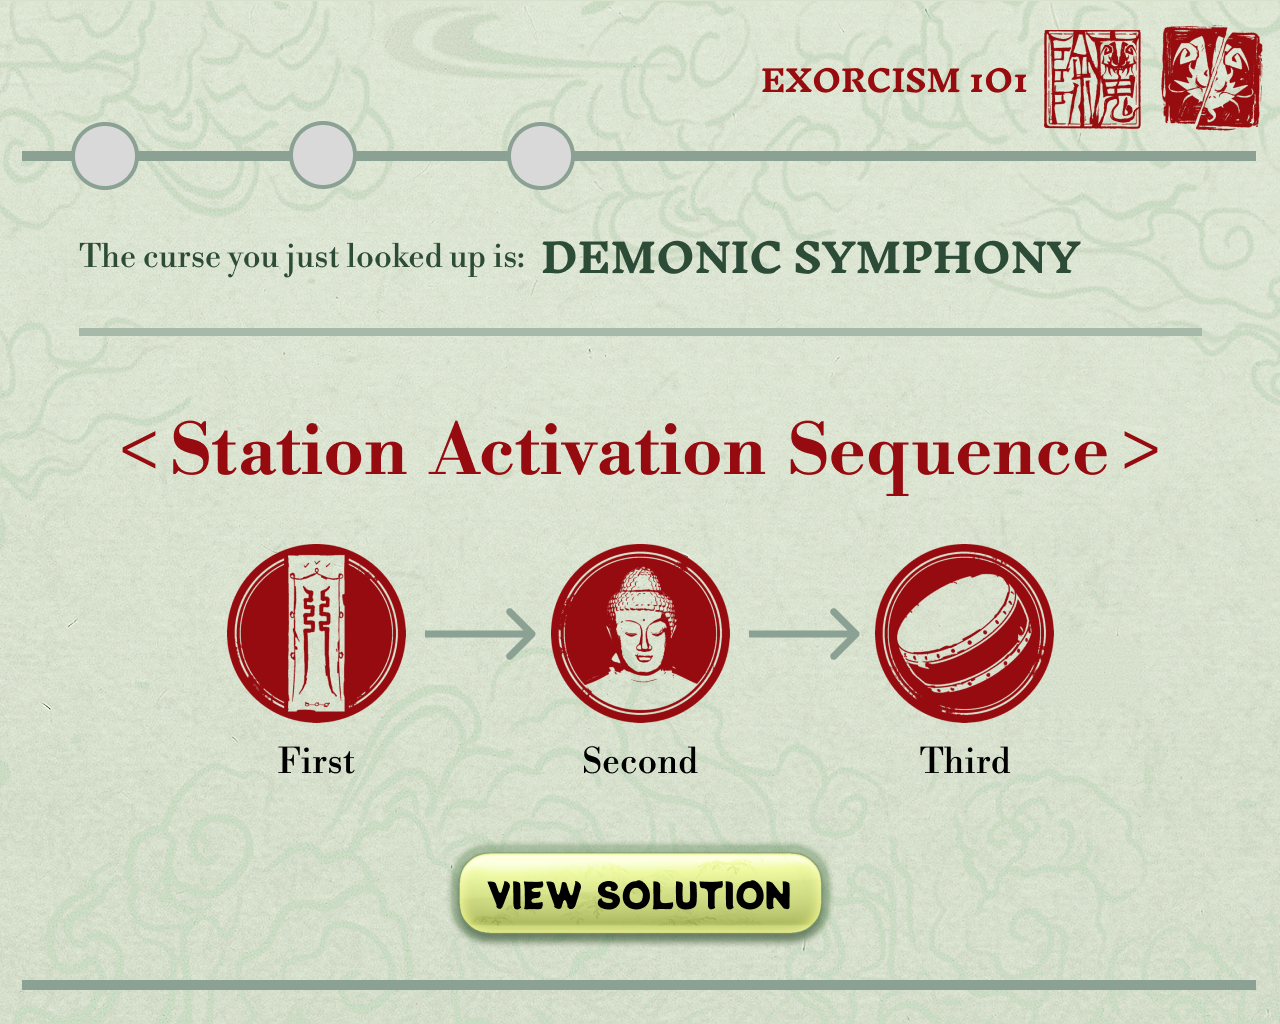 EXORCISM 101
The curse you just looked up is: DEMONIC SYMPHONY
< Station Activation Sequence >
First Second Third
VIEW SOLUTION